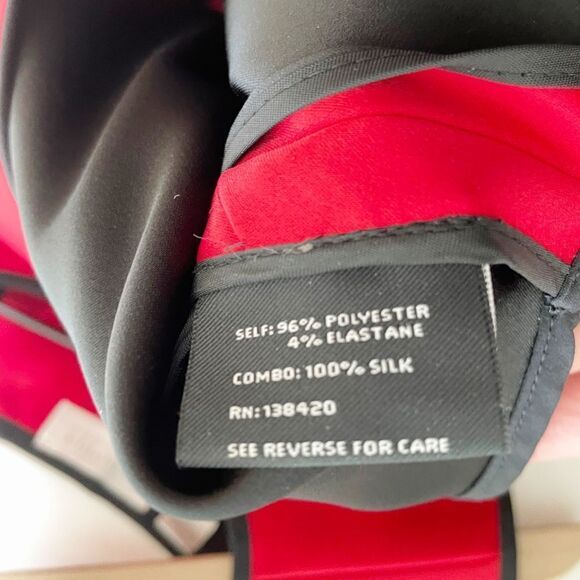 SELF: 96% POLYESTER
4% ELASTANE
COMBO: 100% SILK
RN: 138420
SEE REVERSE FOR CARE